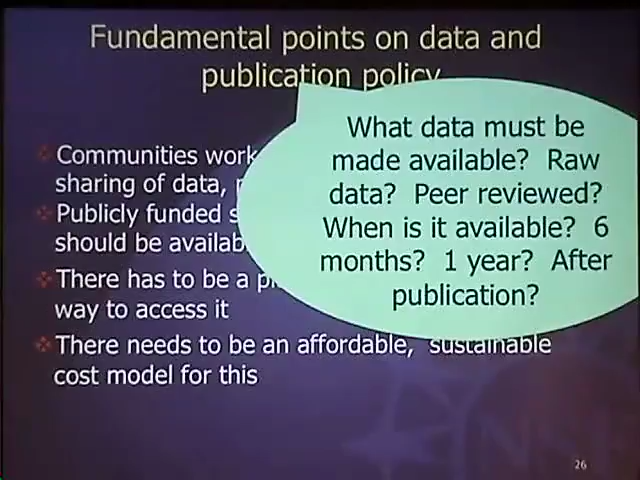 Fundamental points on data and
publication policy
What data must be
made available? Raw
data? Peer reviewed?
When is it available? 6
months? 1 year? After
publication?
Communities work
sharing of data,
Publicly funded
should be availab
There has to be a pl
way to access it
There needs to be an affordable, sustainable
cost model for this
NSF
26